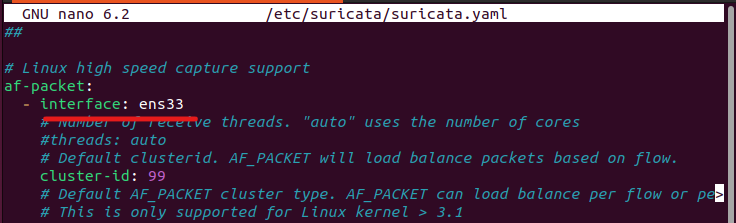 GNU nano 6.2 /etc/suricata/suricata.yaml
##
# Linux high speed capture support
af-packet:
- interface: ens33
# Number of receive threads. "auto" uses the number of cores
#threads: auto
# Default clusterid. AF_PACKET will load balance packets based on flow.
cluster-id: 99
# Default AF_PACKET cluster type. AF_PACKET can load balance per flow or pe>
# This is only supported for Linux kernel > 3.1